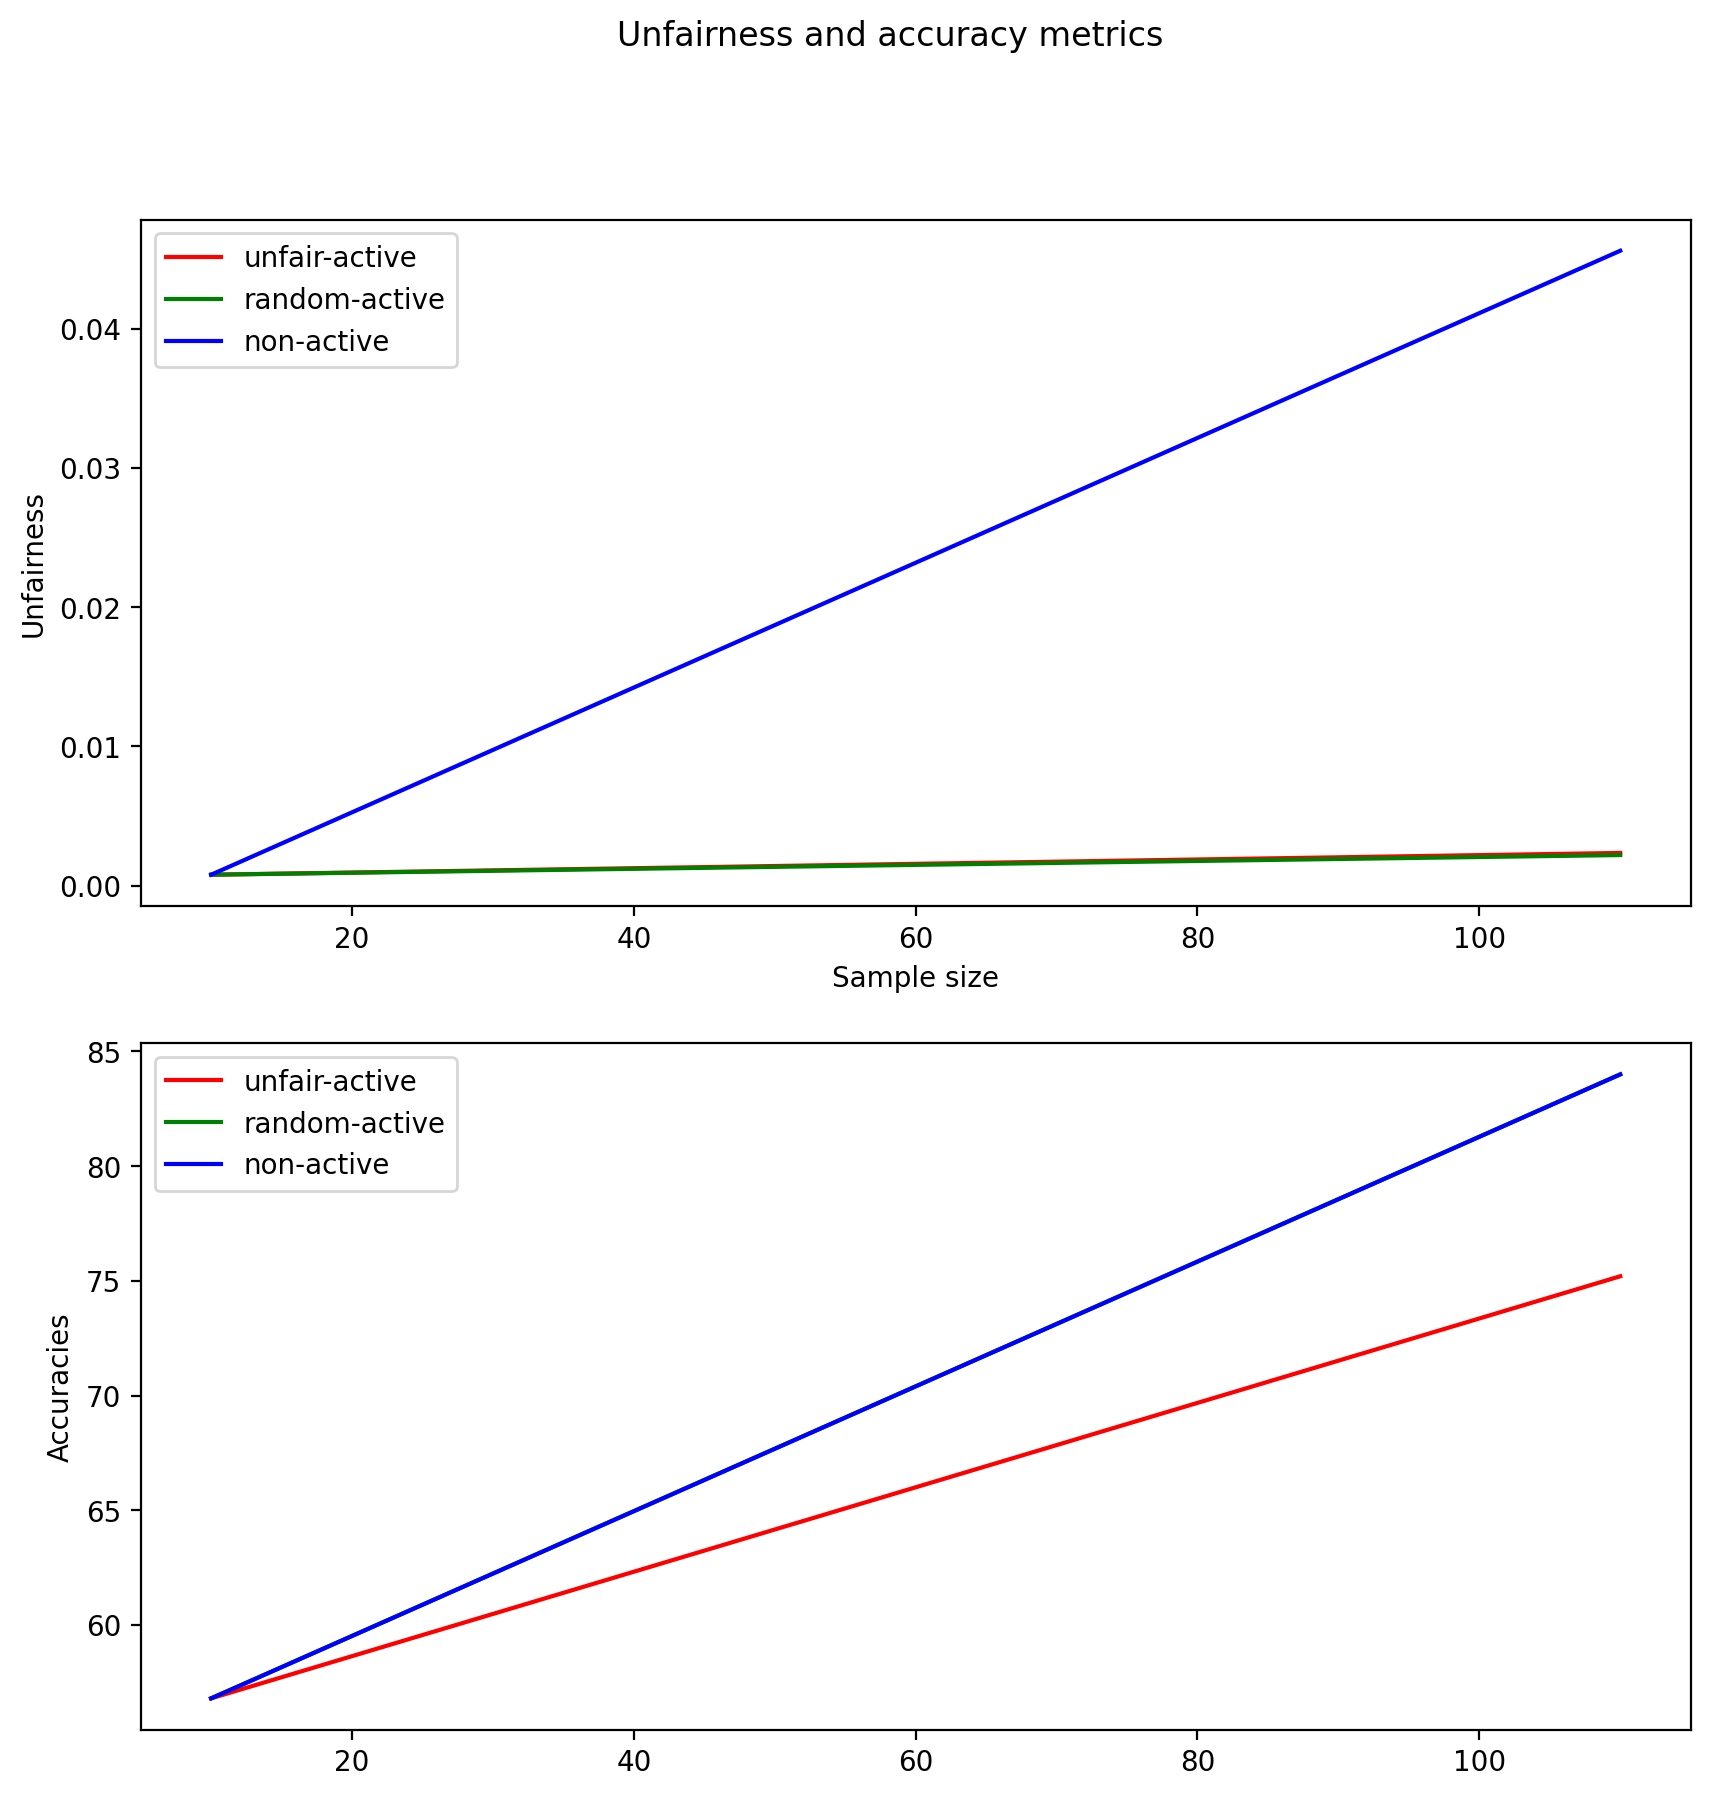 Unfairness and accuracy metrics
unfair-active
random-active
non-active
0.04
0.03
0.02
0.01
0.00
Unfairness
20 40 60 80 100
Sample size
unfair-active
random-active
non-active
85
80
75
70
65
60
Accuracies
20 40 60 80 100